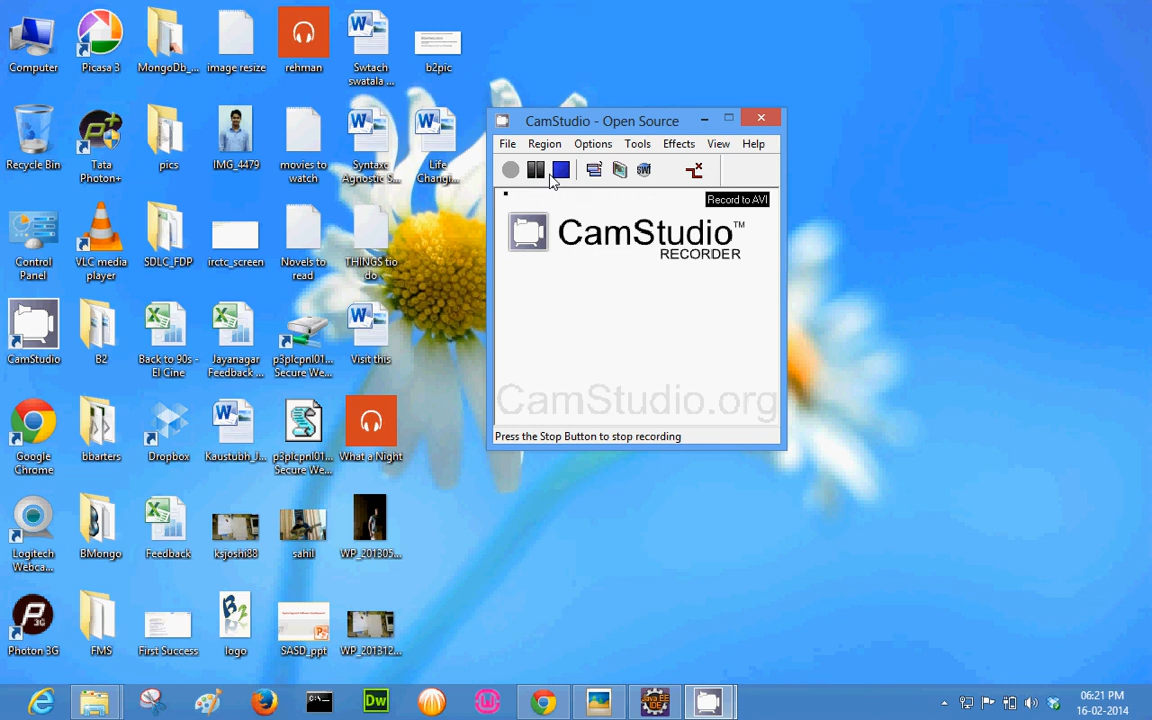 Computer
Picasa 3
MongoDb_...
image resize
rehman
Swtach
swatala ...
b2pic
Recycle Bin
Tata
Photon+
pics
IMG_4479
movies to
watch
Syntaxc
Agnostic S...
Life
Changi...
Control
Panel
VLC media
player
SDLC_FDP
irctc_screen
Novels to
read
THINGS tio
do
CamStudio
B2
Back to 90s -
El Cine
Jayanagar
Feedback ...
p3plcpnl01...
Secure We...
Visit this
Google
Chrome
bbarters
Dropbox
Kaustubh_J...
p3plcpnl01...
Secure We...
What a Night
Logitech
Webca...
BMongo
Feedback
ksjoshi88
sahil
WP_201305...
Photon 3G
FMS
First Success
logo
SASD_ppt
WP_201312...
CamStudio - Open Source
File Region Options Tools Effects View Help
Record to AVI
CamStudio™
RECORDER
CamStudio.org
Press the Stop Button to stop recording
Dw
Java EE
IDE
06:21 PM
16-02-2014